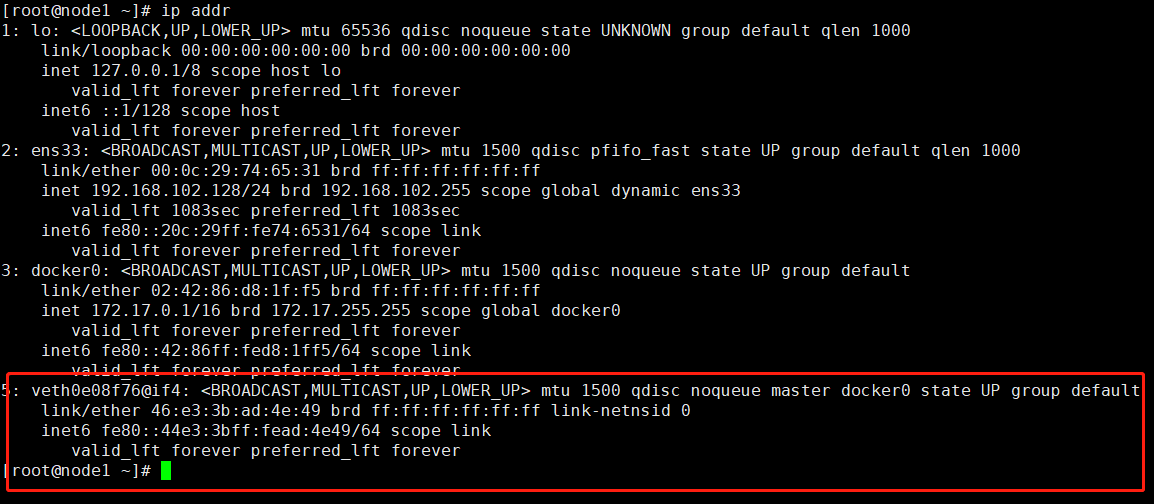 [root@node1 ~]# ip addr
1: lo: <LOOPBACK,UP,LOWER_UP> mtu 65536 qdisc noqueue state UNKNOWN group default qlen 1000
    link/loopback 00:00:00:00:00:00 brd 00:00:00:00:00:00
    inet 127.0.0.1/8 scope host lo
       valid_lft forever preferred_lft forever
    inet6 ::1/128 scope host
       valid_lft forever preferred_lft forever
2: ens33: <BROADCAST,MULTICAST,UP,LOWER_UP> mtu 1500 qdisc pfifo_fast state UP group default qlen 1000
    link/ether 00:0c:29:74:65:31 brd ff:ff:ff:ff:ff:ff
    inet 192.168.102.128/24 brd 192.168.102.255 scope global dynamic ens33
       valid_lft 1083sec preferred_lft 1083sec
    inet6 fe80::20c:29ff:fe74:6531/64 scope link
       valid_lft forever preferred_lft forever
3: docker0: <BROADCAST,MULTICAST,UP,LOWER_UP> mtu 1500 qdisc noqueue state UP group default
    link/ether 02:42:86:d8:1f:f5 brd ff:ff:ff:ff:ff:ff
    inet 172.17.0.1/16 brd 172.17.255.255 scope global docker0
       valid_lft forever preferred_lft forever
    inet6 fe80::42:86ff:fed8:1ff5/64 scope link
       valid_lft forever preferred_lft forever
5: veth0e08f76@if4: <BROADCAST,MULTICAST,UP,LOWER_UP> mtu 1500 qdisc noqueue master docker0 state UP group default
    link/ether 46:e3:3b:ad:4e:49 brd ff:ff:ff:ff:ff:ff link-netnsid 0
    inet6 fe80::44e3:3bff:fead:4e49/64 scope link
       valid_lft forever preferred_lft forever
[root@node1 ~]#